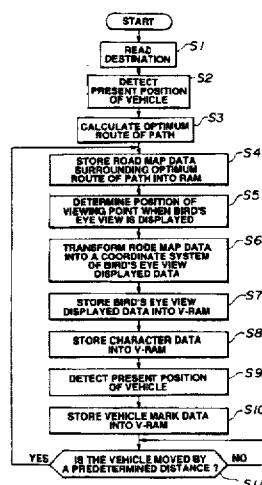 START
READ
DESTINATION
S1
DETECT
PRESENT POSITION
OF VEHICLE
S2
CALCULATE OPTIMUM
ROUTE OF PATH
S3
STORE ROAD MAP DATA
SURROUNDING OPTIMUM
ROUTE OF PATH INTO RAM
S4
DETERMINE POSITION OF
VIEWING POINT WHEN BIRD'S
EYE VIEW IS DISPLAYED
S5
TRANSFORM RODE MAP DATA
INTO A COORDINATE SYSTEM
OF BIRD'S EYE VIEW
DISPLAYED DATA
S6
STORE BIRD'S EYE VIEW
DISPLAYED DATA INTO V-RAM
S7
STORE CHARACTER DATA
INTO V-RAM
S8
DETECT PRESENT POSITION
OF VEHICLE
S9
STORE VEHICLE MARK DATA
INTO V-RAM
S10
YES
IS THE VEHICLE MOVED BY
A PREDETERMINED DISTANCE ?
NO
S11